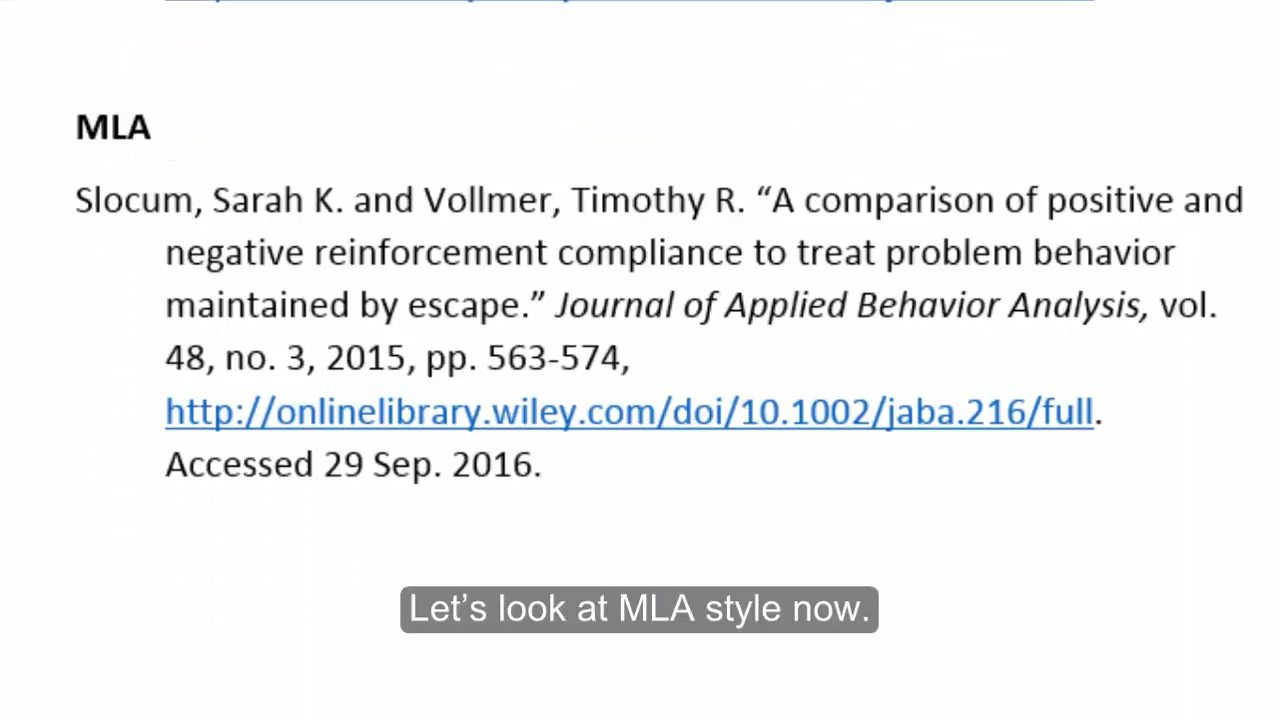 MLA
Slocum, Sarah K. and Vollmer, Timothy R. “A comparison of positive and
negative reinforcement compliance to treat problem behavior
maintained by escape.” Journal of Applied Behavior Analysis, vol.
48, no. 3, 2015, pp. 563-574,
http://onlinelibrary.wiley.com/doi/10.1002/jaba.216/full.
Accessed 29 Sep. 2016.
Let’s look at MLA style now.